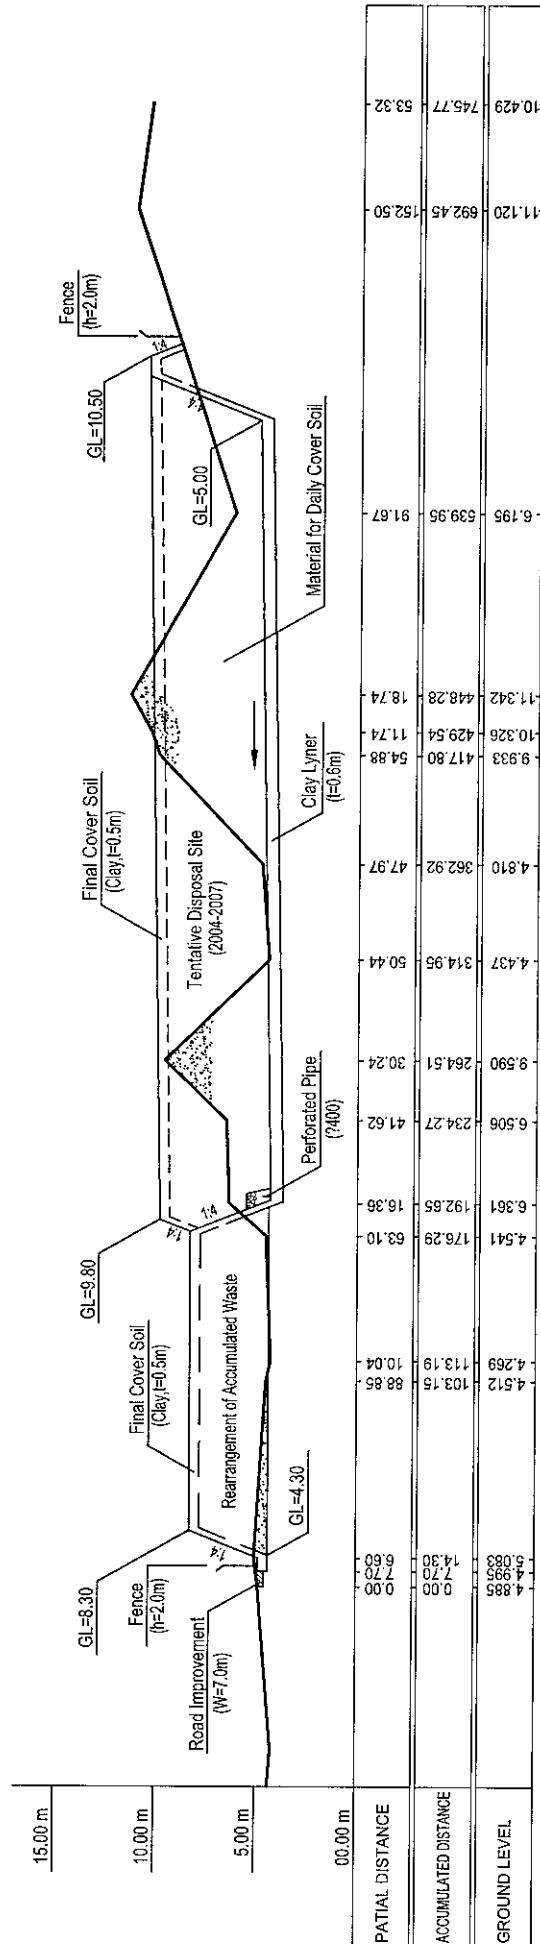 15.00 m
10.00 m
5.00 m
00.00 m
GL=8.30
Fence
(h=2.0m)
Road Improvement
(W=7.0m)
1:4
GL=4.30
Final Cover Soil
(Clay,t=0.5m)
Rearrangement of Accumulated Waste
GL=9.80
1:4
1:4
Perforated Pipe
(?400)
Final Cover Soil
(Clay,t=0.5m)
Tentative Disposal Site
(2004-2007)
Clay Lyner
(t=0.6m)
Material for Daily Cover Soil
GL=5.00
1:4
GL=10.50
1:4
Fence
(h=2.0m)
PATIAL DISTANCE 0.00 7.70 6.60 88.85 10.04 63.10 16.36 41.62 30.24 50.44 47.97 54.88 11.74 18.74 91.67 152.50 53.32
ACCUMULATED DISTANCE 0.00 7.70 14.30 103.15 113.19 176.29 192.65 234.27 264.51 314.95 362.92 417.80 429.54 448.28 539.95 692.45 745.77
GROUND LEVEL 4.885 4.995 5.083 4.512 4.269 4.541 6.361 6.506 9.590 4.437 4.810 9.933 10.326 11.342 6.195 11.120 10.429